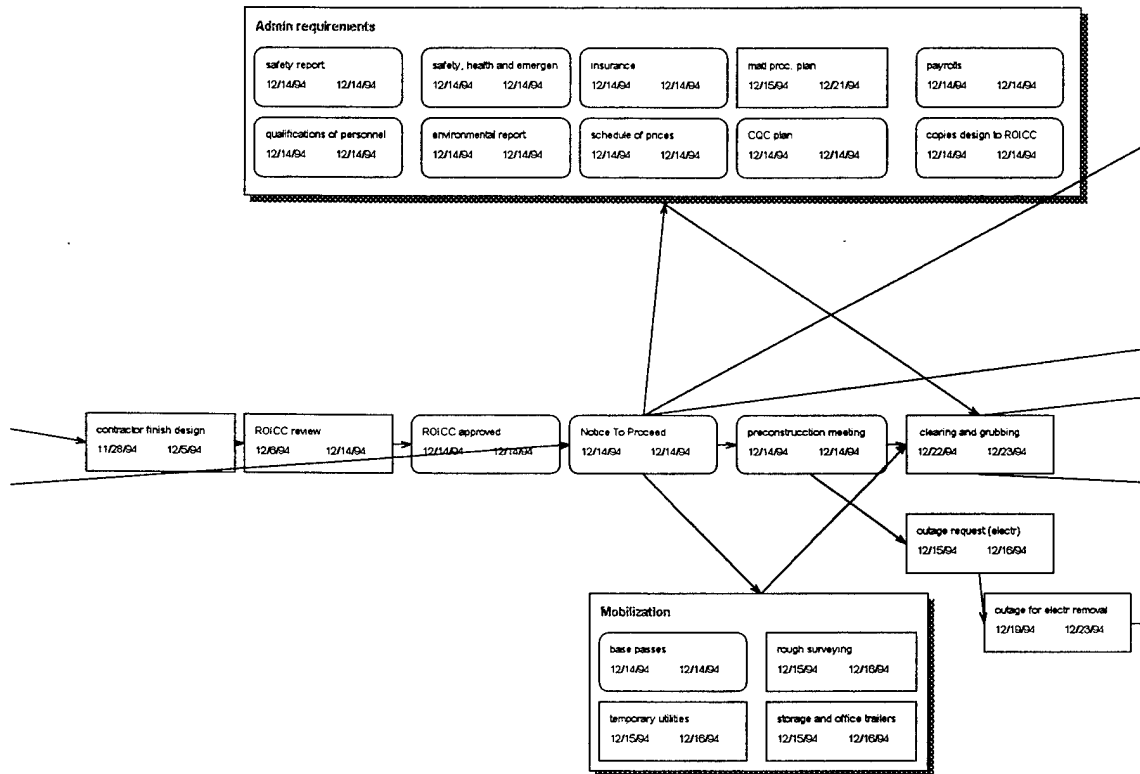 Admin requirements
safety report
12/14/94 12/14/94
safety, health and emergen
12/14/94 12/14/94
insurance
12/14/94 12/14/94
matl proc. plan
12/15/94 12/21/94
payrolls
12/14/94 12/14/94
qualifications of personnel
12/14/94 12/14/94
environmental report
12/14/94 12/14/94
schedule of prices
12/14/94 12/14/94
CQC plan
12/14/94 12/14/94
copies design to ROICC
12/14/94 12/14/94
contractor finish design
11/28/94 12/5/94
ROICC review
12/6/94 12/14/94
ROICC approved
12/14/94 12/14/94
Notice To Proceed
12/14/94 12/14/94
preconstrucction meeting
12/14/94 12/14/94
clearing and grubbing
12/22/94 12/23/94
outage request (electr)
12/15/94 12/16/94
outage for electr removal
12/19/94 12/23/94
Mobilization
base passes
12/14/94 12/14/94
rough surveying
12/15/94 12/16/94
temporary utilities
12/15/94 12/16/94
storage and office trailers
12/15/94 12/16/94